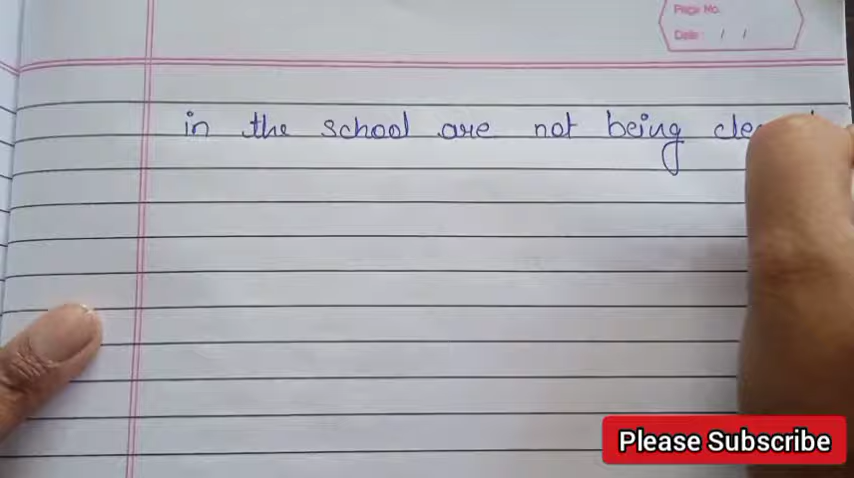 Page No.
Date: / /
in the school are not being
Please Subscribe